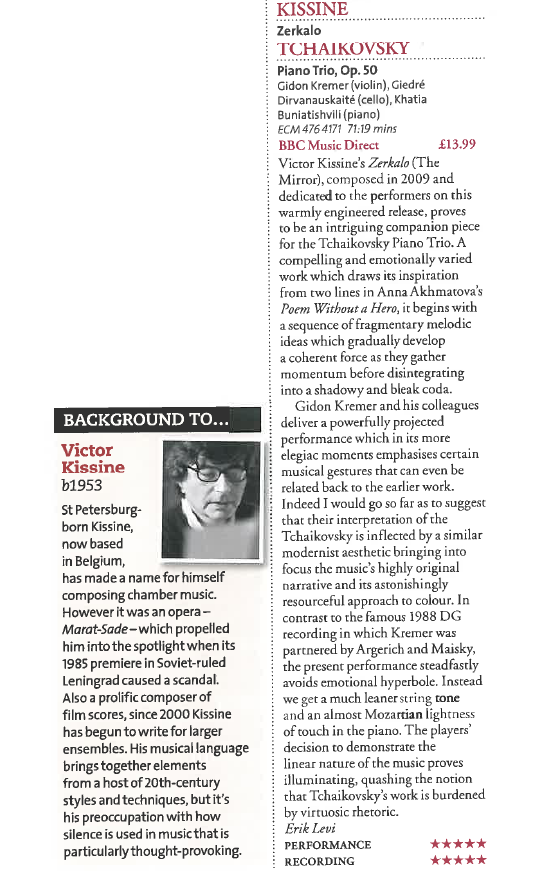 KISSINE
Zerkalo
TCHAIKOVSKY
Piano Trio, Op. 50
Gidon Kremer (violin), Giedré
Dirvanauskaité (cello), Khatia
Buniatishvili (piano)
ECM 476 4171 71:19 mins
BBC Music Direct £13.99
Victor Kissine's Zerkalo (The
Mirror), composed in 2009 and
dedicated to the performers on this
warmly engineered release, proves
to be an intriguing companion piece
for the Tchaikovsky Piano Trio. A
compelling and emotionally varied
work which draws its inspiration
from two lines in Anna Akhmatova's
Poem Without a Hero, it begins with
a sequence of fragmentary melodic
ideas which gradually develop
a coherent force as they gather
momentum before disintegrating
into a shadowy and bleak coda.
Gidon Kremer and his colleagues
deliver a powerfully projected
performance which in its more
elegiac moments emphasises certain
musical gestures that can even be
related back to the earlier work.
Indeed I would go so far as to suggest
that their interpretation of the
Tchaikovsky is inflected by a similar
modernist aesthetic bringing into
focus the music's highly original
narrative and its astonishingly
resourceful approach to colour. In
contrast to the famous 1988 DG
recording in which Kremer was
partnered by Argerich and Maisky,
the present performance steadfastly
avoids emotional hyperbole. Instead
we get a much leaner string tone
and an almost Mozartian lightness
of touch in the piano. The players'
decision to demonstrate the
linear nature of the music proves
illuminating, quashing the notion
that Tchaikovsky's work is burdened
by virtuosic rhetoric.
Erik Levi
PERFORMANCE ★★★★★
RECORDING ★★★★★
BACKGROUND TO...
Victor
Kissine
b1953
St Petersburg-
born Kissine,
now based
in Belgium,
has made a name for himself
composing chamber music.
However it was an opera –
Marat-Sade – which propelled
him into the spotlight when its
1985 premiere in Soviet-ruled
Leningrad caused a scandal.
Also a prolific composer of
film scores, since 2000 Kissine
has begun to write for larger
ensembles. His musical language
brings together elements
from a host of 20th-century
styles and techniques, but it's
his preoccupation with how
silence is used in music that is
particularly thought-provoking.